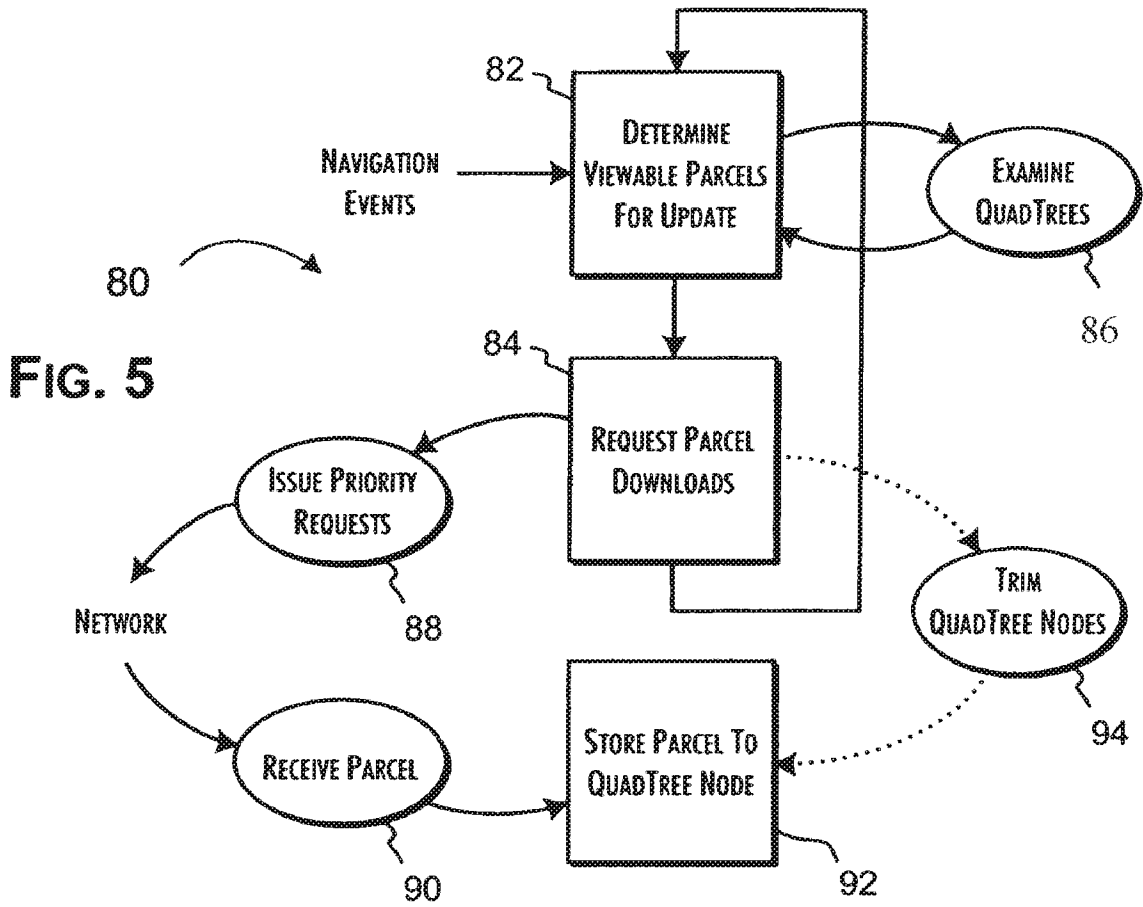 82
DETERMINE
VIEWABLE PARCELS
FOR UPDATE
NAVIGATION
EVENTS
EXAMINE
QUADTREES
86
80
FIG. 5
84
REQUEST PARCEL
DOWNLOADS
ISSUE PRIORITY
REQUESTS
88
NETWORK
TRIM
QUADTREE NODES
94
STORE PARCEL TO
QUADTREE NODE
92
RECEIVE PARCEL
90